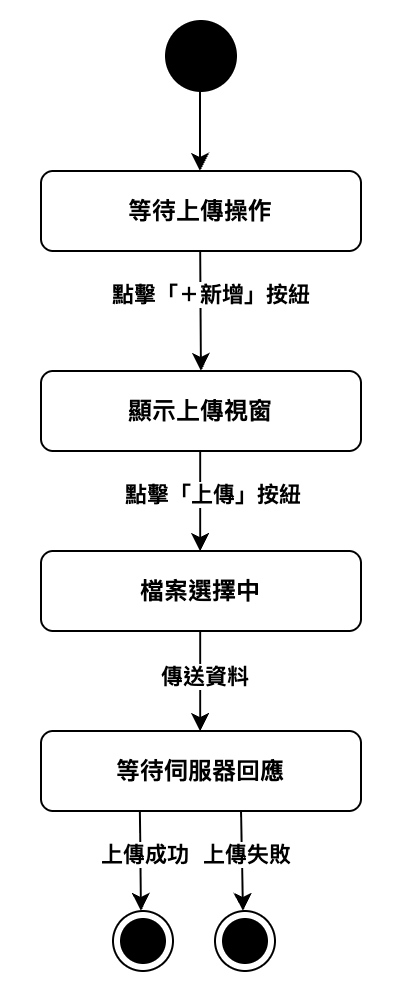 等待上傳操作
點擊「＋新增」按鈕
顯示上傳視窗
點擊「上傳」按鈕
檔案選擇中
傳送資料
等待伺服器回應
上傳成功
上傳失敗